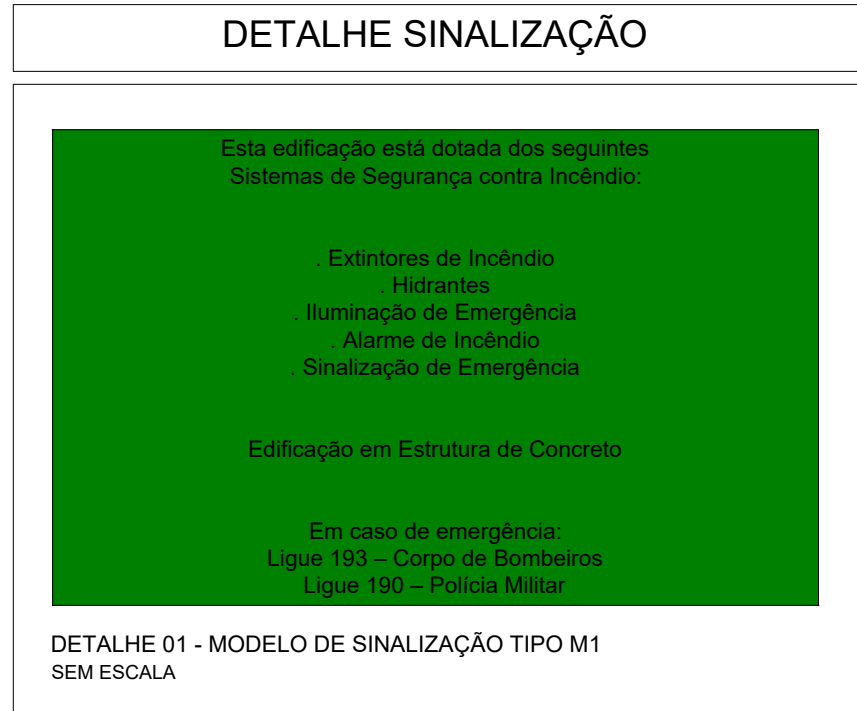 DETALHE SINALIZAÇÃO
Esta edificação está dotada dos seguintes
Sistemas de Segurança contra Incêndio:
. Extintores de Incêndio
. Hidrantes
. Iluminação de Emergência
. Alarme de Incêndio
. Sinalização de Emergência
Edificação em Estrutura de Concreto
Em caso de emergência:
Ligue 193 – Corpo de Bombeiros
Ligue 190 – Polícia Militar
DETALHE 01 - MODELO DE SINALIZAÇÃO TIPO M1
SEM ESCALA